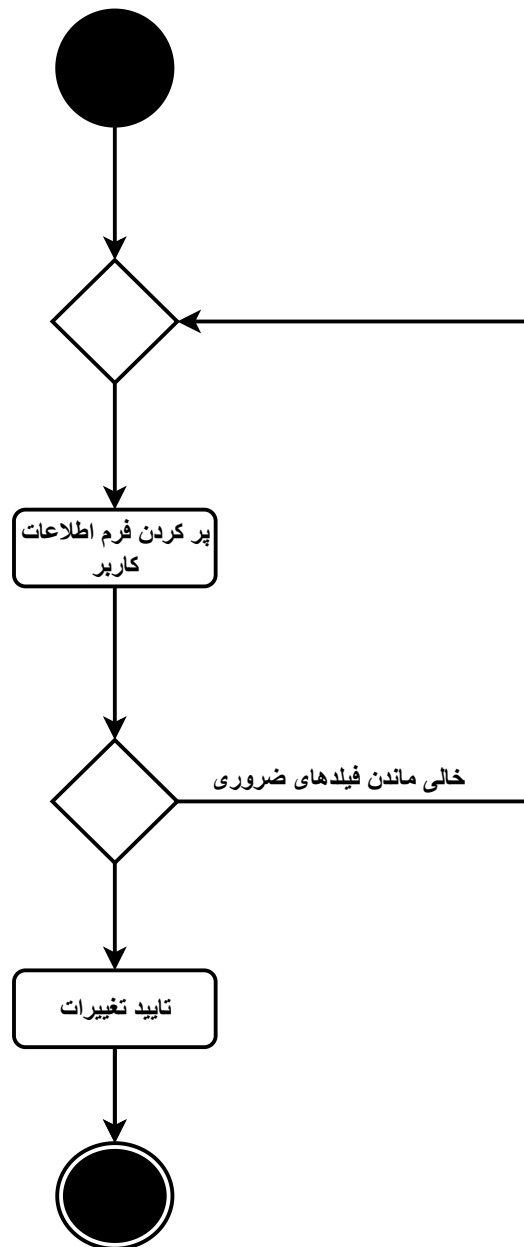 پر کردن فرم اطلاعات
کاربر
خالی ماندن فیلدهای ضروری
تایید تغییرات